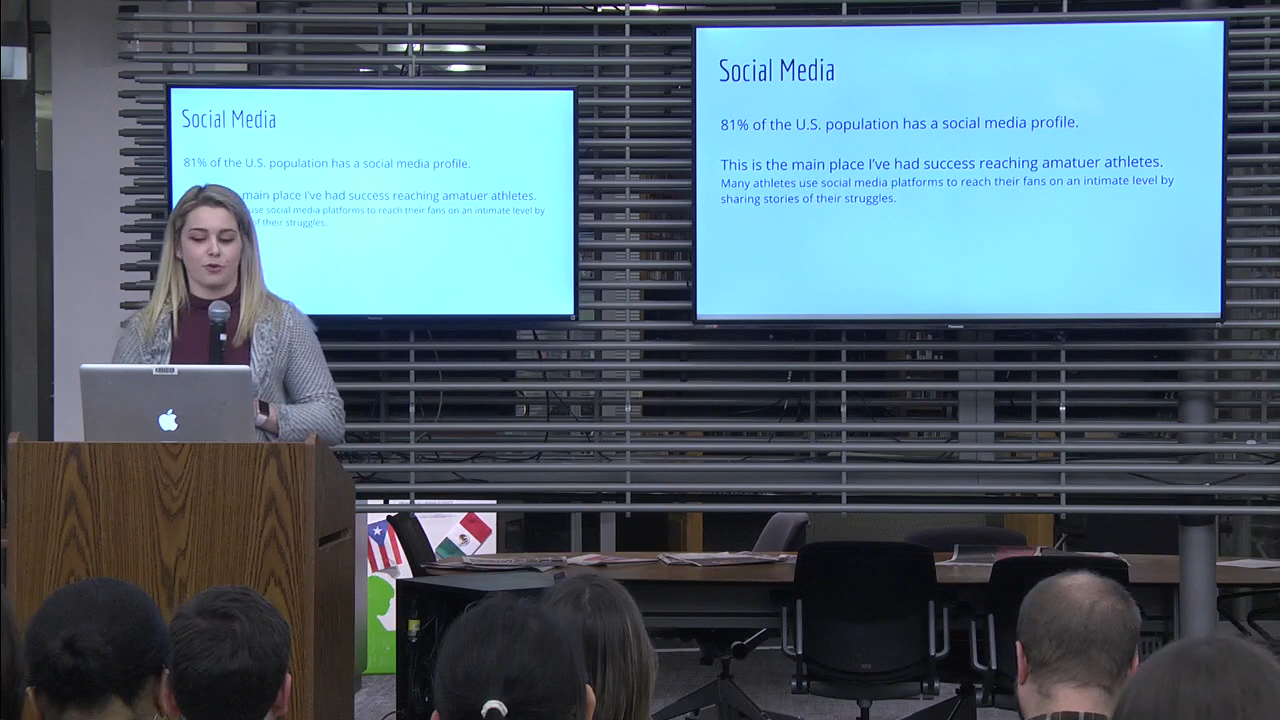 Social Media
81% of the U.S. population has a social media profile.
main place I've had success reaching amatuer athletes.
use social media platforms to reach their fans on an intimate level by
of their struggles.
Social Media
81% of the U.S. population has a social media profile.
This is the main place I've had success reaching amatuer athletes.
Many athletes use social media platforms to reach their fans on an intimate level by
sharing stories of their struggles.
Panasonic